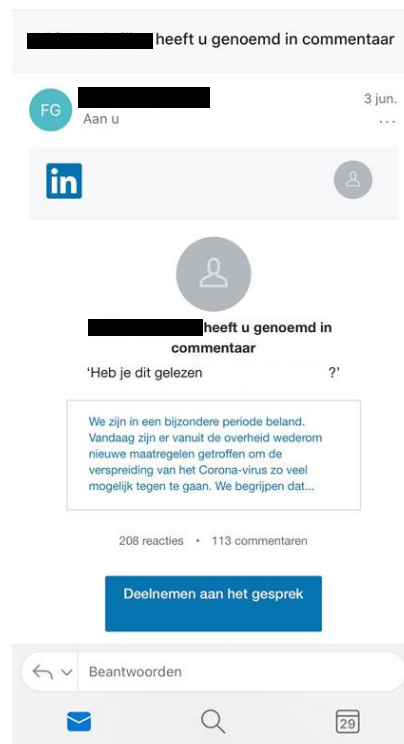 heeft u genoemd in commentaar
FG
3 jun.
Aan u
...
in
heeft u genoemd in
commentaar
‘Heb je dit gelezen ?’
We zijn in een bijzondere periode beland.
Vandaag zijn er vanuit de overheid wederom
nieuwe maatregelen getroffen om de
verspreiding van het Corona-virus zo veel
mogelijk tegen te gaan. We begrijpen dat...
208 reacties • 113 commentaren
Deelnemen aan het gesprek
Beantwoorden
29